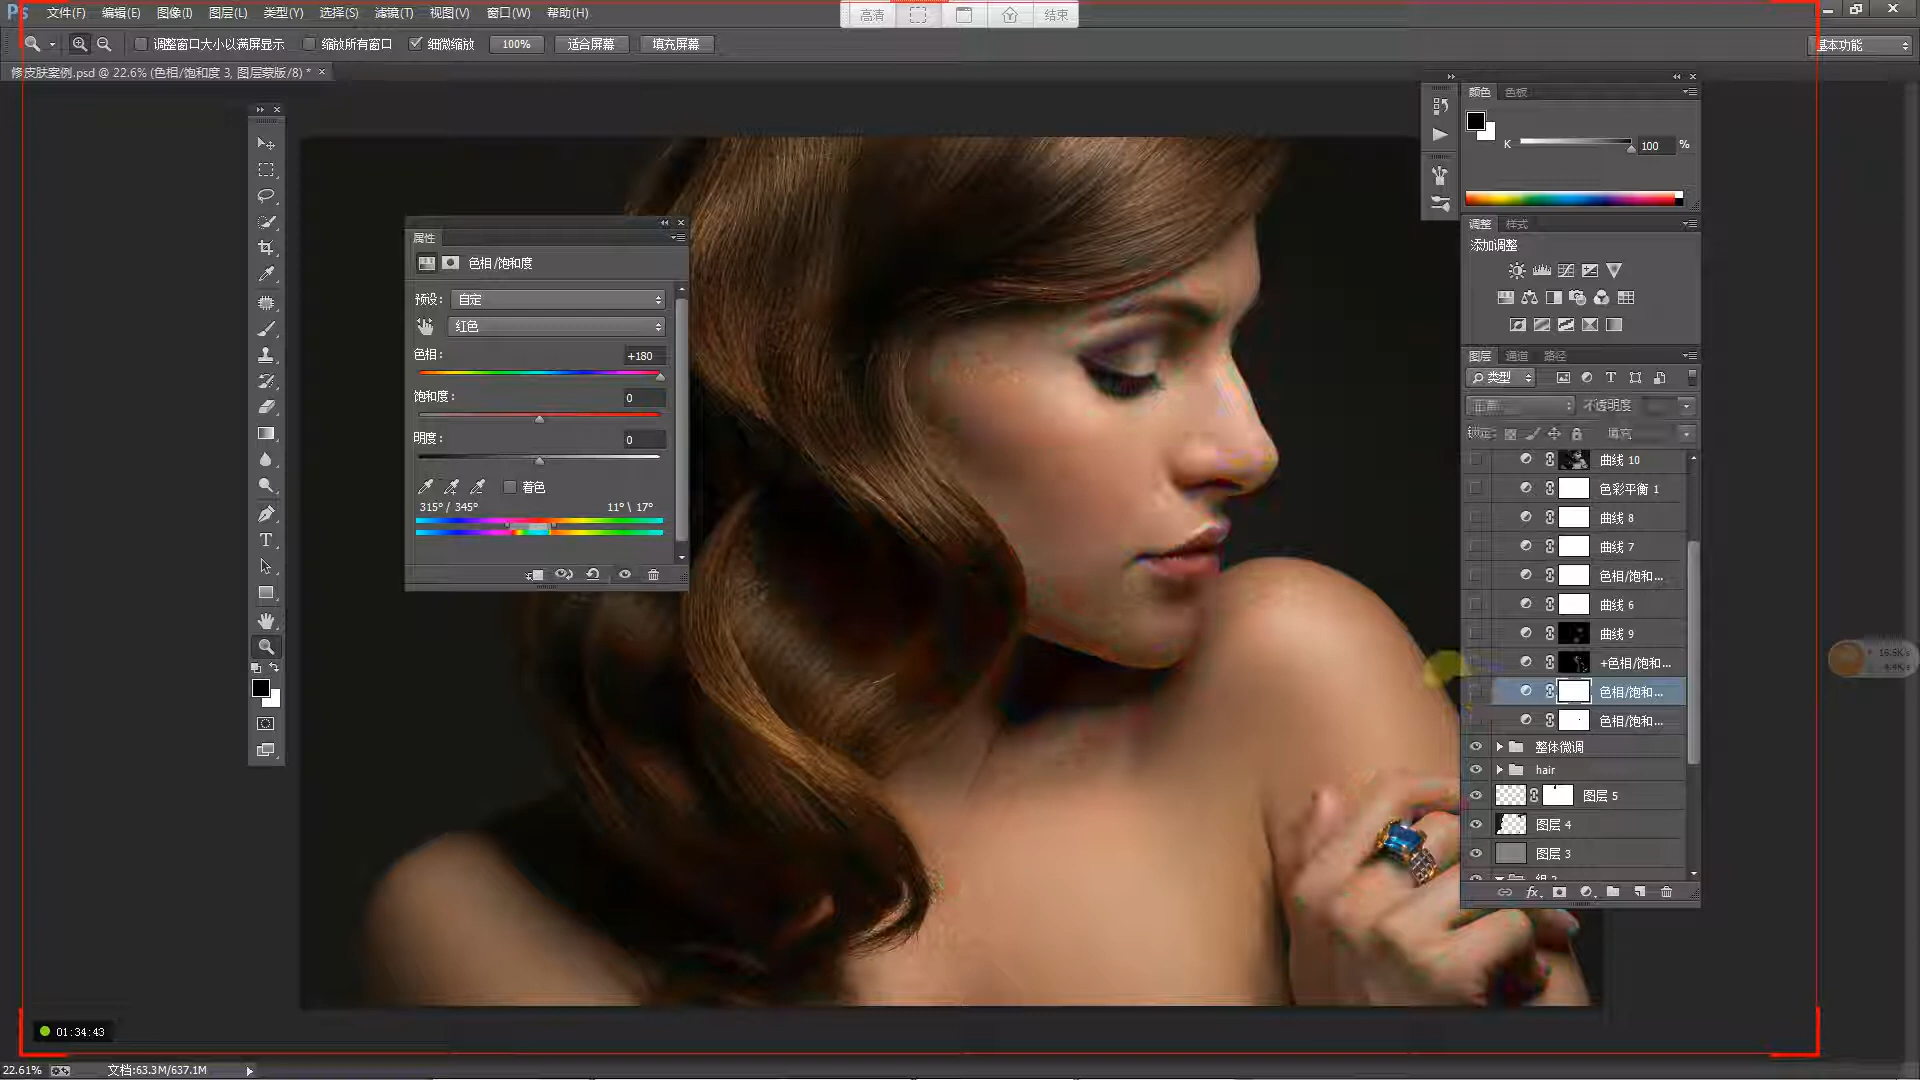 Ps 文件(F) 编辑(E) 图像(I) 图层(L) 类型(Y) 选择(S) 滤镜(T) 视图(V) 窗口(W) 帮助(H)
高清 结束
调整窗口大小以满屏显示 缩放所有窗口 细微缩放 100% 适合屏幕 填充屏幕 基本功能
修皮肤案例.psd @ 22.6% (色相/饱和度 3, 图层蒙版/8) * ×
颜色 色板
K 100 %
调整 样式
添加调整
图层 通道 路径
类型
不透明度
锁定: 填充
曲线 10
色彩平衡 1
曲线 8
曲线 7
色相/饱和...
曲线 6
曲线 9
+色相/饱和...
色相/饱和...
色相/饱和...
整体微调
hair
图层 5
图层 4
图层 3
组 2
fx
属性
色相/饱和度
预设: 自定
红色
色相: +180
饱和度: 0
明度: 0
着色
315°/ 345° 11°\ 17°
T
01:34:43
22.61% 文档:63.3M/637.1M